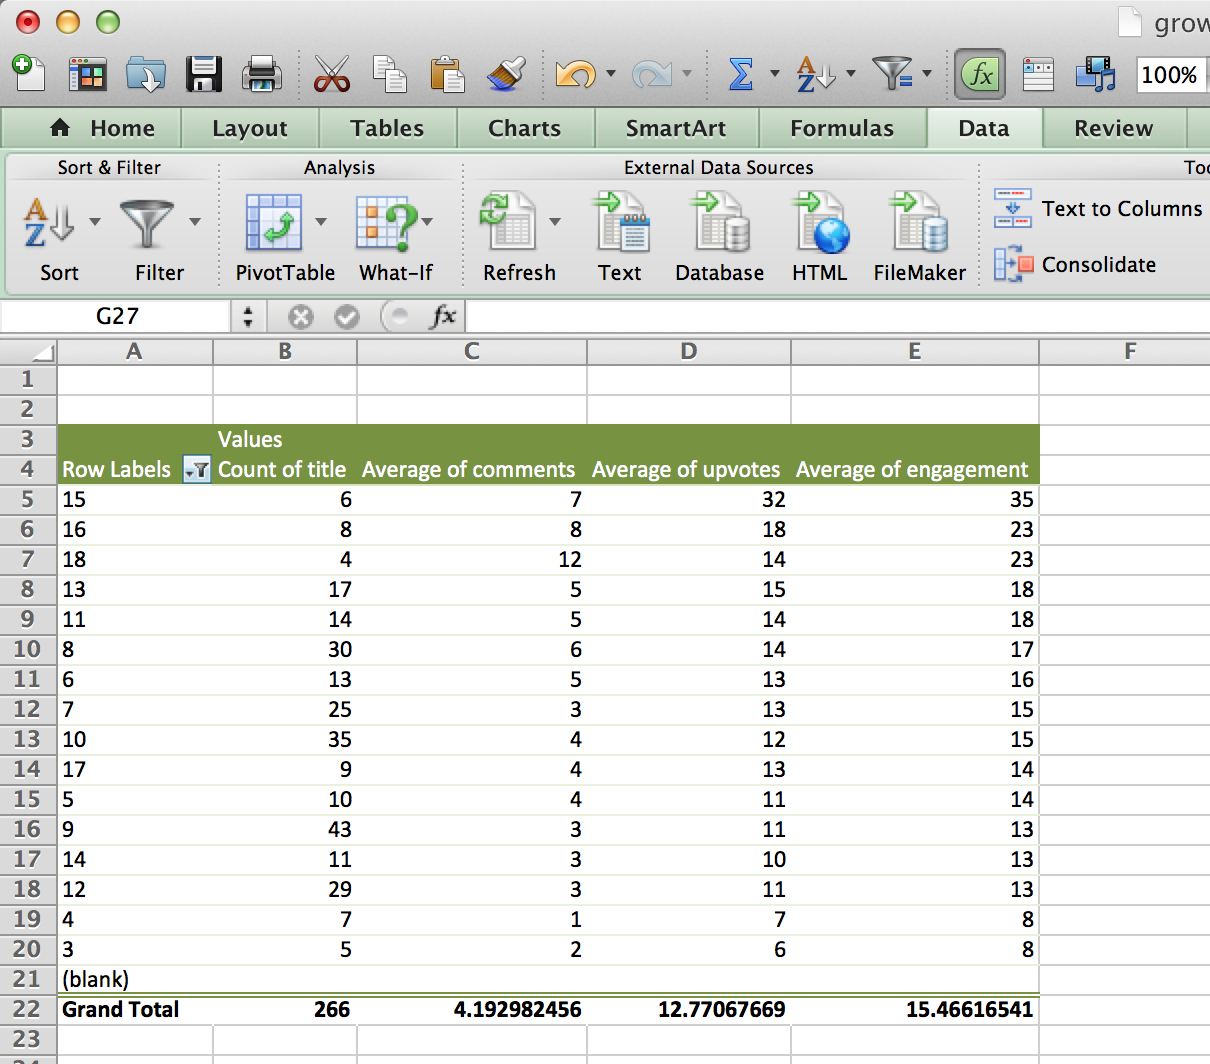 grow
100%
Home Layout Tables Charts SmartArt Formulas Data Review
Sort & Filter Analysis External Data Sources Too
Text to Columns
Sort Filter PivotTable What-If Refresh Text Database HTML FileMaker
Consolidate
G27 fx
A B C D E F
1
2
3 Values
4 Row Labels Count of title Average of comments Average of upvotes Average of engagement
5 15 6 7 32 35
6 16 8 8 18 23
7 18 4 12 14 23
8 13 17 5 15 18
9 11 14 5 14 18
10 8 30 6 14 17
11 6 13 5 13 16
12 7 25 3 13 15
13 10 35 4 12 15
14 17 9 4 13 14
15 5 10 4 11 14
16 9 43 3 11 13
17 14 11 3 10 13
18 12 29 3 11 13
19 4 7 1 7 8
20 3 5 2 6 8
21 (blank)
22 Grand Total 266 4.192982456 12.77067669 15.46616541
23